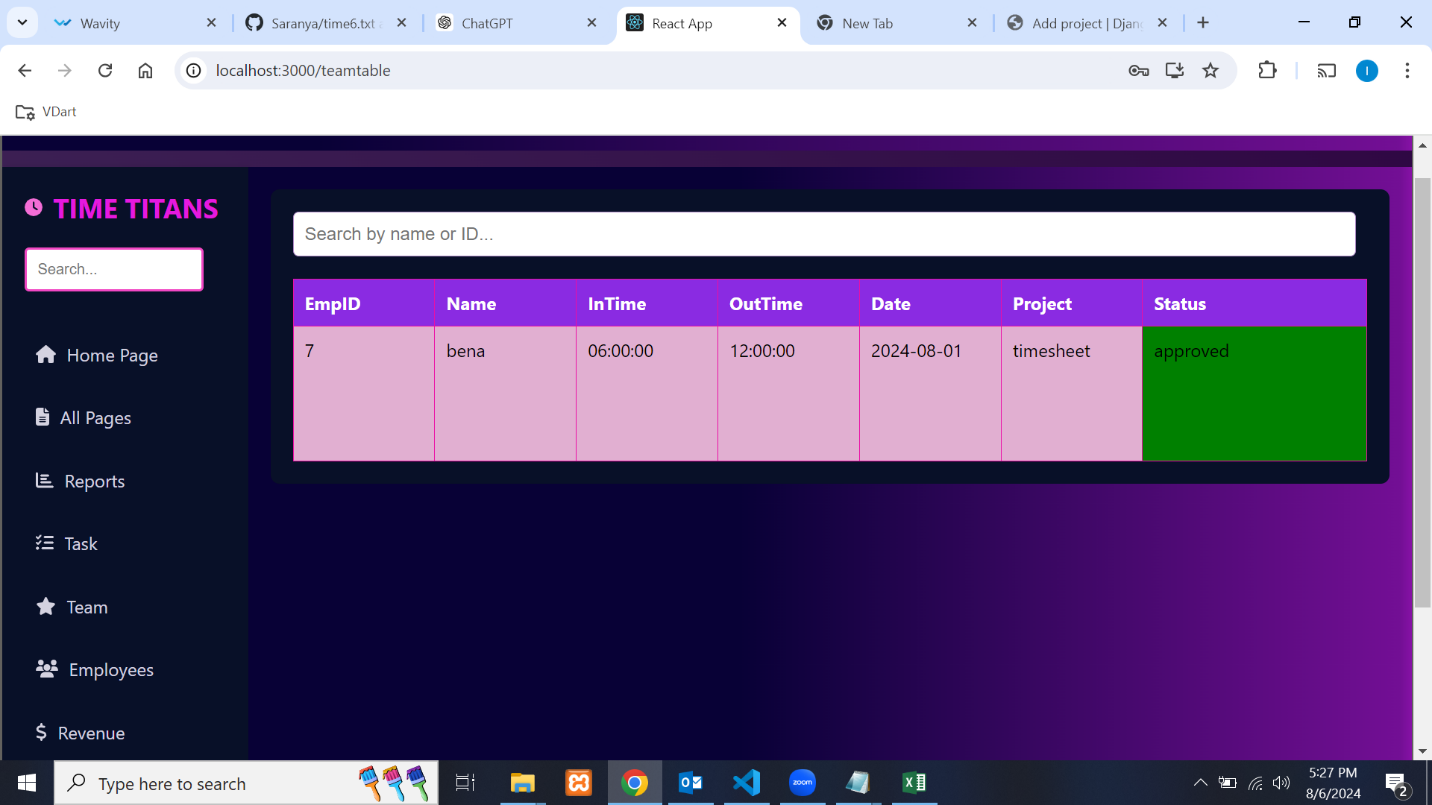 Wavity
Saranya/time6.txt
ChatGPT
React App
New Tab
Add project | Djan
localhost:3000/teamtable
I
VDart
TIME TITANS
Search...
Home Page
All Pages
Reports
Task
Team
Employees
Revenue
Search by name or ID...
EmpID Name InTime OutTime Date Project Status
7 bena 06:00:00 12:00:00 2024-08-01 timesheet approved
Type here to search
zoom
5:27 PM
8/6/2024
2